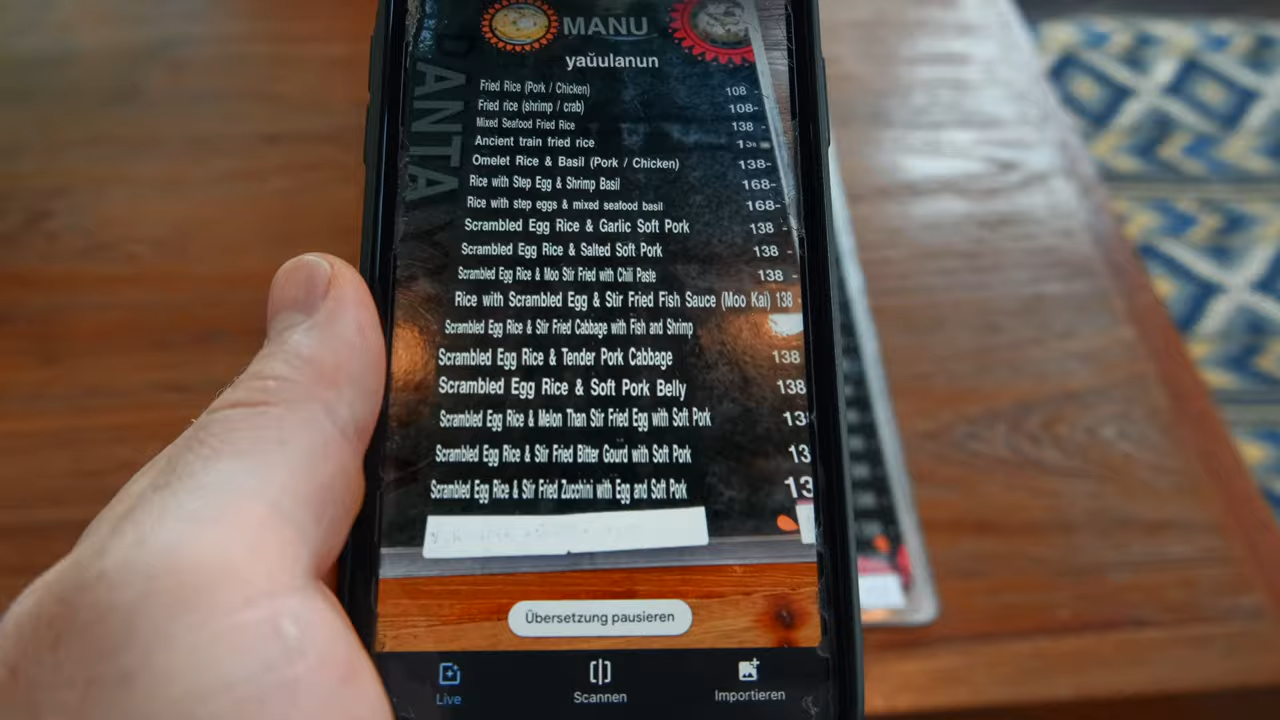 MANU
yaŭulanun
DANTA
Fried Rice (Pork / Chicken) 108 -
Fried rice (shrimp / crab) 108-
Mixed Seafood Fried Rice 138 -
Ancient train fried rice
Omelet Rice & Basil (Pork / Chicken) 138-
Rice with Step Egg & Shrimp Basil 168-
Rice with step eggs & mixed seafood basil 168-
Scrambled Egg Rice & Garlic Soft Pork 138 -
Scrambled Egg Rice & Salted Soft Pork 138 -
Scrambled Egg Rice & Moo Stir Fried with Chili Paste 138 -
Rice with Scrambled Egg & Stir Fried Fish Sauce (Moo Kai) 138 -
Scrambled Egg Rice & Stir Fried Cabbage with Fish and Shrimp
Scrambled Egg Rice & Tender Pork Cabbage 138
Scrambled Egg Rice & Soft Pork Belly 138
Scrambled Egg Rice & Melon Than Stir Fried Egg with Soft Pork 13
Scrambled Egg Rice & Stir Fried Bitter Gourd with Soft Pork 13
Scrambled Egg Rice & Stir Fried Zucchini with Egg and Soft Pork 13
Übersetzung pausieren
Live
Scannen
Importieren